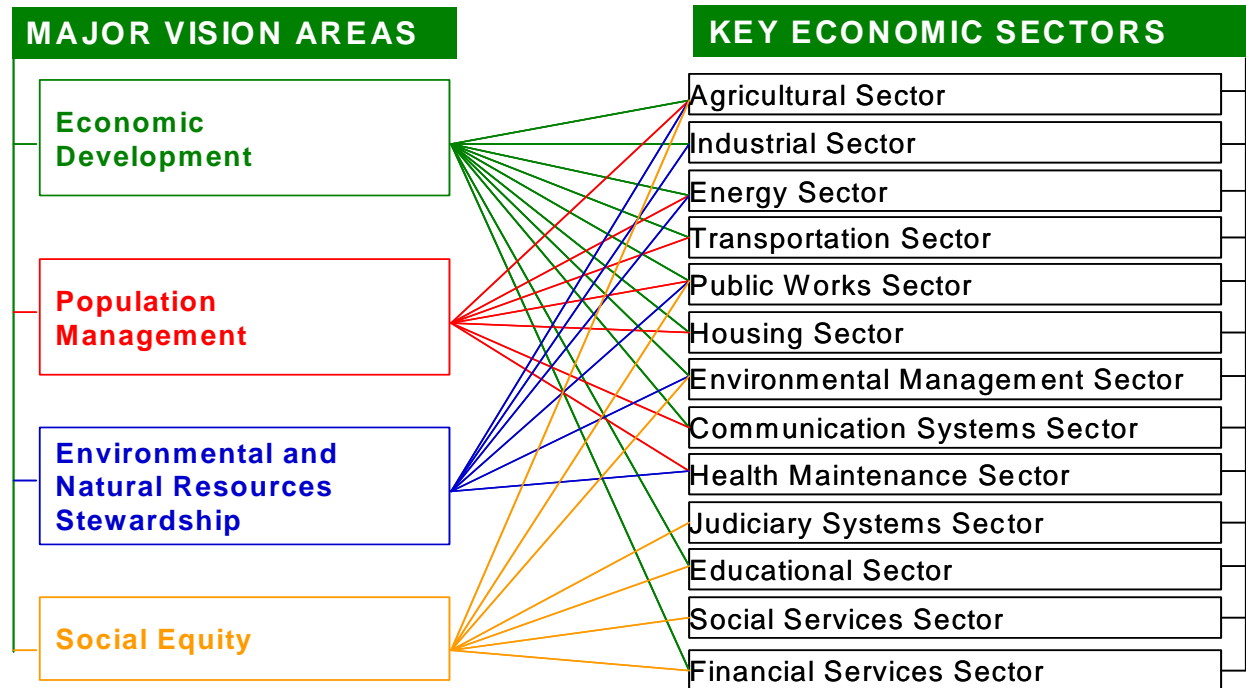 MAJOR VISION AREAS
Economic
Development
Population
Management
Environmental and
Natural Resources
Stewardship
Social Equity
KEY ECONOMIC SECTORS
Agricultural Sector
Industrial Sector
Energy Sector
Transportation Sector
Public Works Sector
Housing Sector
Environmental Management Sector
Communication Systems Sector
Health Maintenance Sector
Judiciary Systems Sector
Educational Sector
Social Services Sector
Financial Services Sector